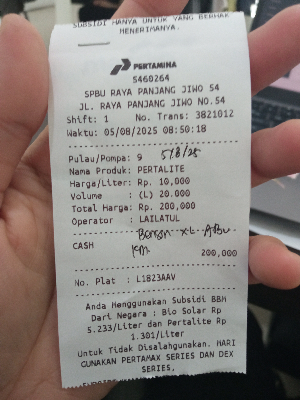 SUBSIDI HANYA UNTUK YANG BERHAK
MENERIMANYA.
PERTAMINA
5460264
SPBU RAYA PANJANG JIWO 54
JL. RAYA PANJANG JIWO NO.54
Shift: 1 No. Trans: 3821012
Waktu: 05/08/2025 08:50:18
Pulau/Pompa: 9 5/8/25
Nama Produk: PERTALITE
Harga/Liter: Rp. 10,000
Volume : (L) 20.000
Total Harga: Rp. 200,000
Operator : LAILATUL
CASH
200,000
No. Plat : L1823AAV
Anda Menggunakan Subsidi BBM
Dari Negara : Bio Solar Rp
5.233/Liter dan Pertalite Rp
1.301/Liter
Untuk Tidak Disalahgunakan. MARI
GUNAKAN PERTAMAX SERIES DAN DEX
SERIES,